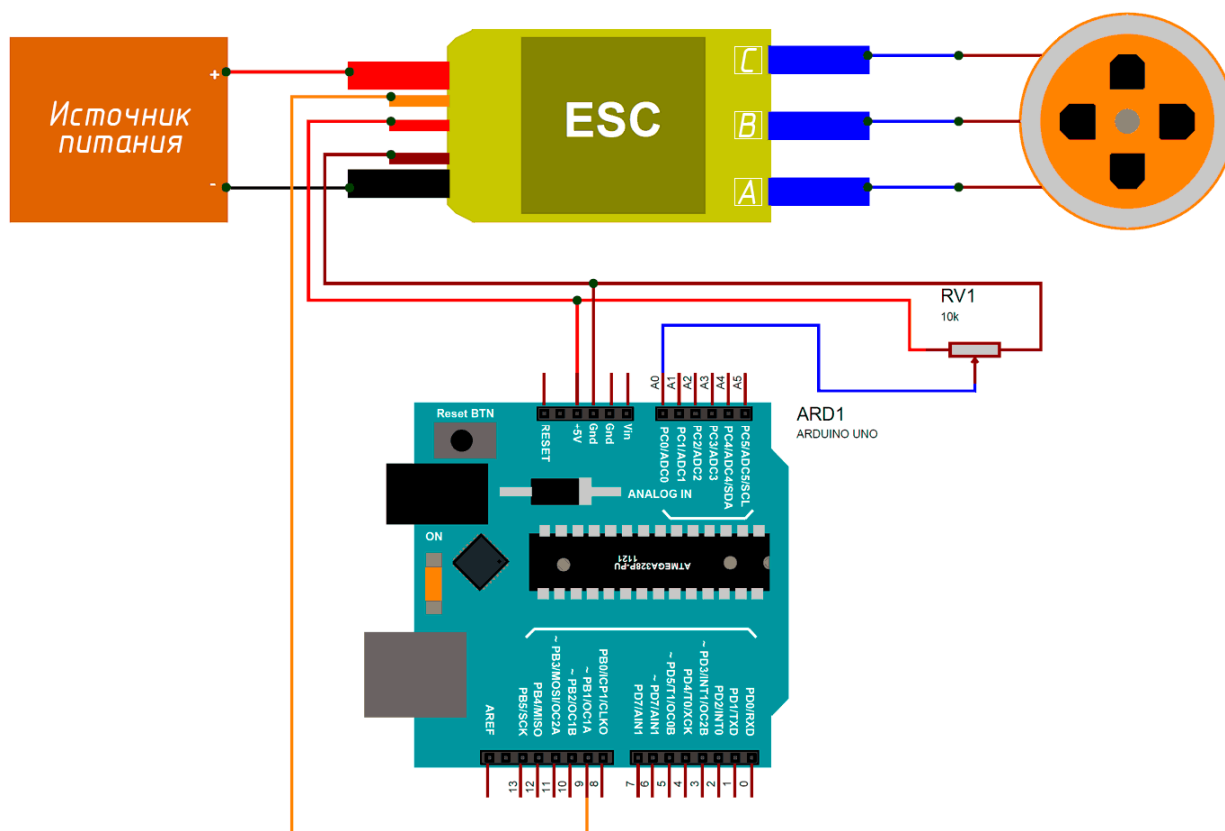 +
Источник
питания
-
ESC
C
B
A
RV1
10k
ARD1
ARDUINO UNO
A0
A1
A2
A3
A4
A5
Reset BTN
RESET
+5V
Gnd
Gnd
Vin
PC0/ADC0
PC1/ADC1
PC2/ADC2
PC3/ADC3
PC4/ADC4/SDA
PC5/ADC5/SCL
ANALOG IN
ON
ATMEGA328P-PU
1121
AREF
PB5/SCK
PB4/MISO
~ PB3/MOSI/OC2A
~ PB2/OC1B
~ PB1/OC1A
PB0/ICP1/CLKO
PD7/AIN1
~ PD7/AIN1
~ PD5/T1/OC0B
PD4/T0/XCK
~ PD3/INT1/OC2B
PD2/INT0
PD1/TXD
PD0/RXD
13
12
11
10
9
8
7
6
5
4
3
2
1
0